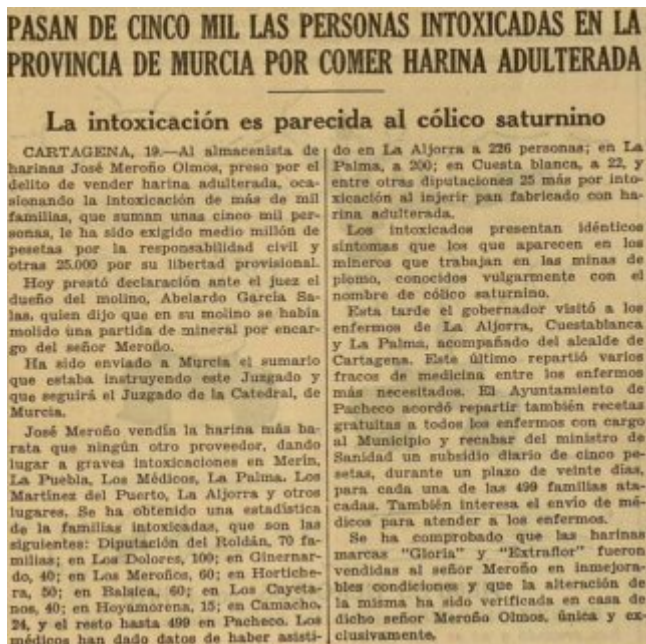 PASAN DE CINCO MIL LAS PERSONAS INTOXICADAS EN LA
PROVINCIA DE MURCIA POR COMER HARINA ADULTERADA
La intoxicación es parecida al cólico saturnino
CARTAGENA, 19.—Al almacenista de
harinas José Meroño Olmos, preso por el
delito de vender harina adulterada, oca-
sionando la intoxicación de más de mil
familias, que suman unas cinco mil per-
sonas, le ha sido exigido medio millón de
pesetas por la responsabilidad civil y
otras 25.000 por su libertad provisional.
Hoy prestó declaración ante el juez el
dueño del molino, Abelardo García Sa-
las, quien dijo que en su molino se había
molido una partida de mineral por encar-
go del señor Meroño.
Ha sido enviado a Murcia el sumario
que estaba instruyendo este Juzgado y
que seguirá el Juzgado de la Catedral, de
Murcia.
José Meroño vendía la harina más ba-
rata que ningún otro proveedor, dando
lugar a graves intoxicaciones en Merin,
La Puebla, Los Médicos, La Palma. Los
Martínez del Puerto, La Aljorra y otros
lugares. Se ha obtenido una estadística
de la familias intoxicadas, que son las
siguientes: Diputación del Roldán, 70 fa-
milias; en Los Dolores, 100; en Ginernar-
do, 40; en Los Meroños, 60; en Hortiche-
ra, 50; en Balsica, 60; en Los Cayeta-
nos, 40; en Hoyamorena, 15; en Camacho,
24, y el resto hasta 499 en Pacheco. Los
médicos han dado datos de haber asisti-
do en La Aljorra a 226 personas; en La
Palma, a 200; en Cuesta blanca, a 22, y
entre otras diputaciones 25 más por into-
xicación al injerir pan fabricado con ha-
rina adulterada.
Los intoxicados presentan idénticos
síntomas que los que aparecen en los
mineros que trabajan en las minas de
plomo, conocidos vulgarmente con el
nombre de cólico saturnino.
Esta tarde el gobernador visitó a los
enfermos de La Aljorra, Cuestablanca
y La Palma, acompañado del alcalde de
Cartagena. Este último repartió varios
fracos de medicina entre los enfermos
más necesitados. El Ayuntamiento de
Pacheco acordó repartir también recetas
gratuitas a todos los enfermos con cargo
al Municipio y recabar del ministro de
Sanidad un subsidio diario de cinco pe-
setas, durante un plazo de veinte días,
para cada una de las 499 familias ata-
cadas. También interesa el envío de mé-
dicos para atender a los enfermos.
Se ha comprobado que las harinas
marcas "Gloria" y "Extraflor" fueron
vendidas al señor Meroño en inmejora-
bles condiciones y que la alteración de
la misma ha sido verificada en casa de
dicho señor Meroño Olmos, única y ex-
clusivamente.